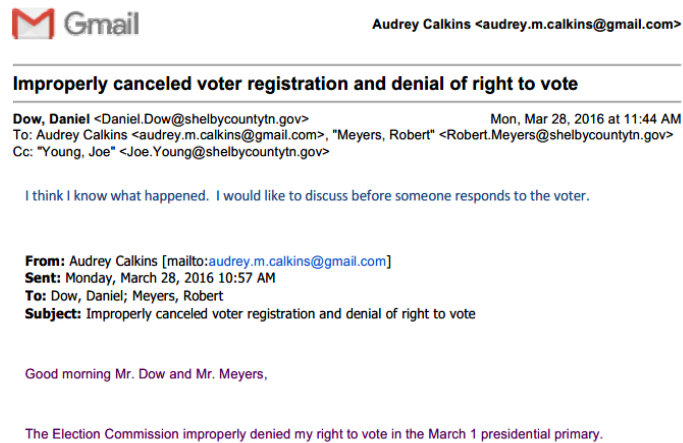 Gmail
Audrey Calkins <audrey.m.calkins@gmail.com>
Improperly canceled voter registration and denial of right to vote
Dow, Daniel <Daniel.Dow@shelbycountytn.gov> Mon, Mar 28, 2016 at 11:44 AM
To: Audrey Calkins <audrey.m.calkins@gmail.com>, "Meyers, Robert" <Robert.Meyers@shelbycountytn.gov>
Cc: "Young, Joe" <Joe.Young@shelbycountytn.gov>
I think I know what happened.  I would like to discuss before someone responds to the voter.
From: Audrey Calkins [mailto:audrey.m.calkins@gmail.com]
Sent: Monday, March 28, 2016 10:57 AM
To: Dow, Daniel; Meyers, Robert
Subject: Improperly canceled voter registration and denial of right to vote
Good morning Mr. Dow and Mr. Meyers,
The Election Commission improperly denied my right to vote in the March 1 presidential primary.